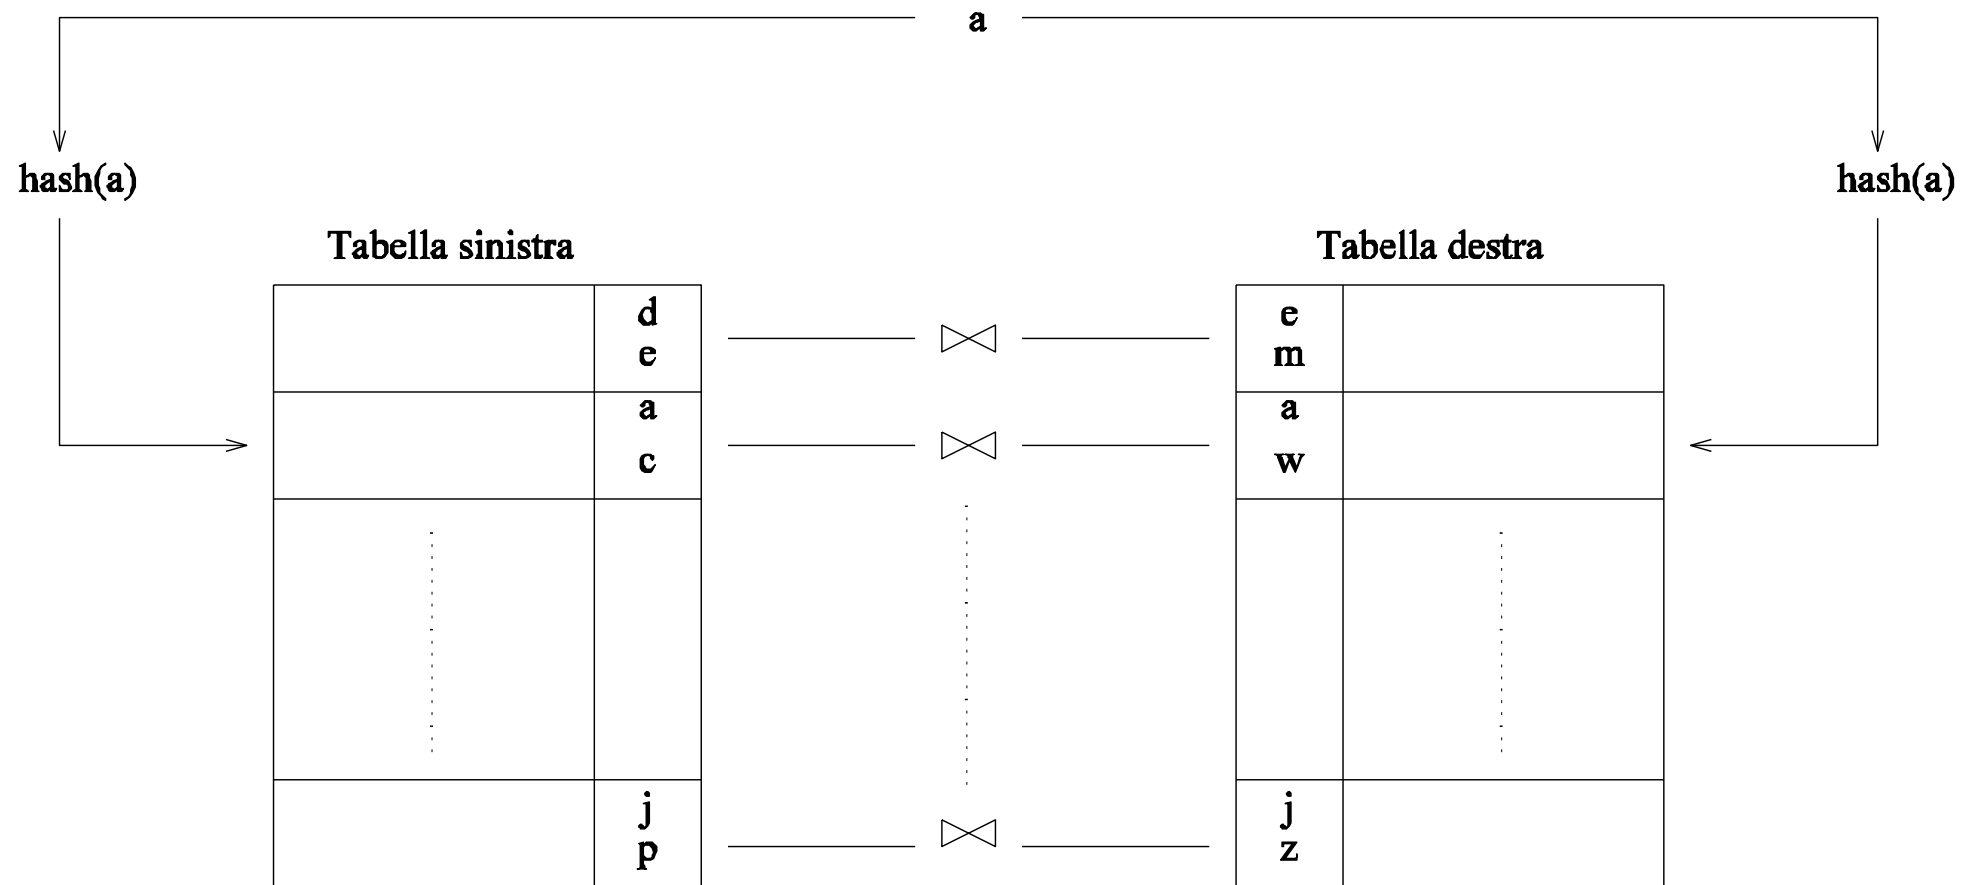 a
hash(a) hash(a)
Tabella sinistra Tabella destra
d e
e m
a a
c w
j j
p z